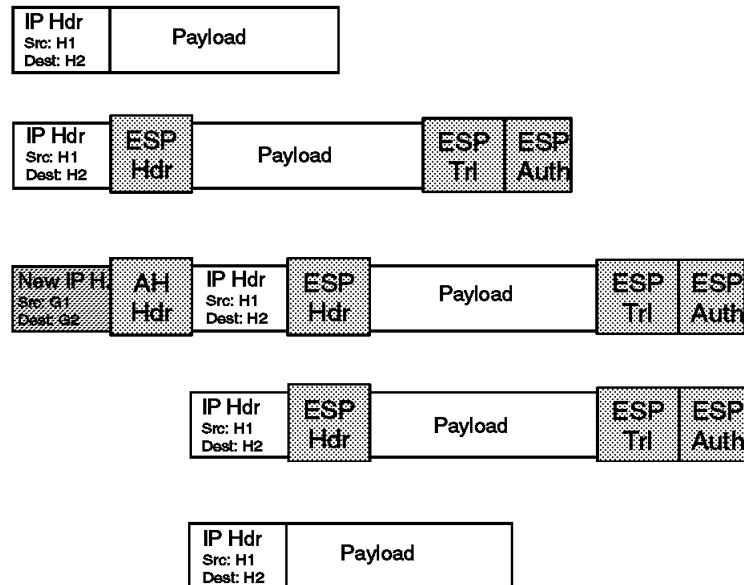 IP Hdr
Src: H1
Dest: H2
Payload
IP Hdr
Src: H1
Dest: H2
ESP
Hdr
Payload
ESP
Trl
ESP
Auth
New IP H.
Src: G1
Dest: G2
AH
Hdr
IP Hdr
Src: H1
Dest: H2
ESP
Hdr
Payload
ESP
Trl
ESP
Auth
IP Hdr
Src: H1
Dest: H2
ESP
Hdr
Payload
ESP
Trl
ESP
Auth
IP Hdr
Src: H1
Dest: H2
Payload